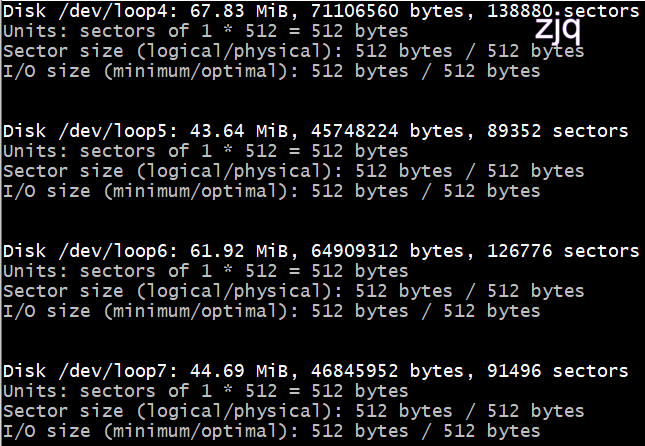 Disk /dev/loop4: 67.83 MiB, 71106560 bytes, 138880 sectors
zjq
Units: sectors of 1 * 512 = 512 bytes
Sector size (logical/physical): 512 bytes / 512 bytes
I/O size (minimum/optimal): 512 bytes / 512 bytes
Disk /dev/loop5: 43.64 MiB, 45748224 bytes, 89352 sectors
Units: sectors of 1 * 512 = 512 bytes
Sector size (logical/physical): 512 bytes / 512 bytes
I/O size (minimum/optimal): 512 bytes / 512 bytes
Disk /dev/loop6: 61.92 MiB, 64909312 bytes, 126776 sectors
Units: sectors of 1 * 512 = 512 bytes
Sector size (logical/physical): 512 bytes / 512 bytes
I/O size (minimum/optimal): 512 bytes / 512 bytes
Disk /dev/loop7: 44.69 MiB, 46845952 bytes, 91496 sectors
Units: sectors of 1 * 512 = 512 bytes
Sector size (logical/physical): 512 bytes / 512 bytes
I/O size (minimum/optimal): 512 bytes / 512 bytes